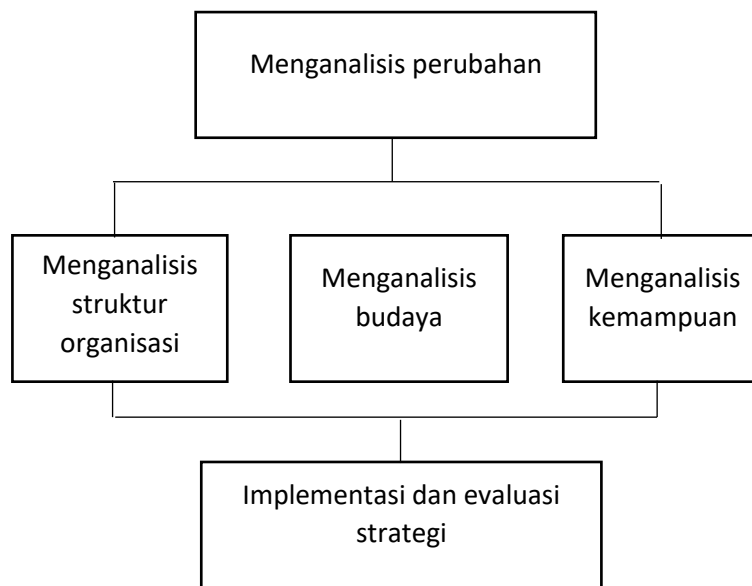 Menganalisis perubahan
Menganalisis
struktur
organisasi
Menganalisis
budaya
Menganalisis
kemampuan
Implementasi dan evaluasi
strategi